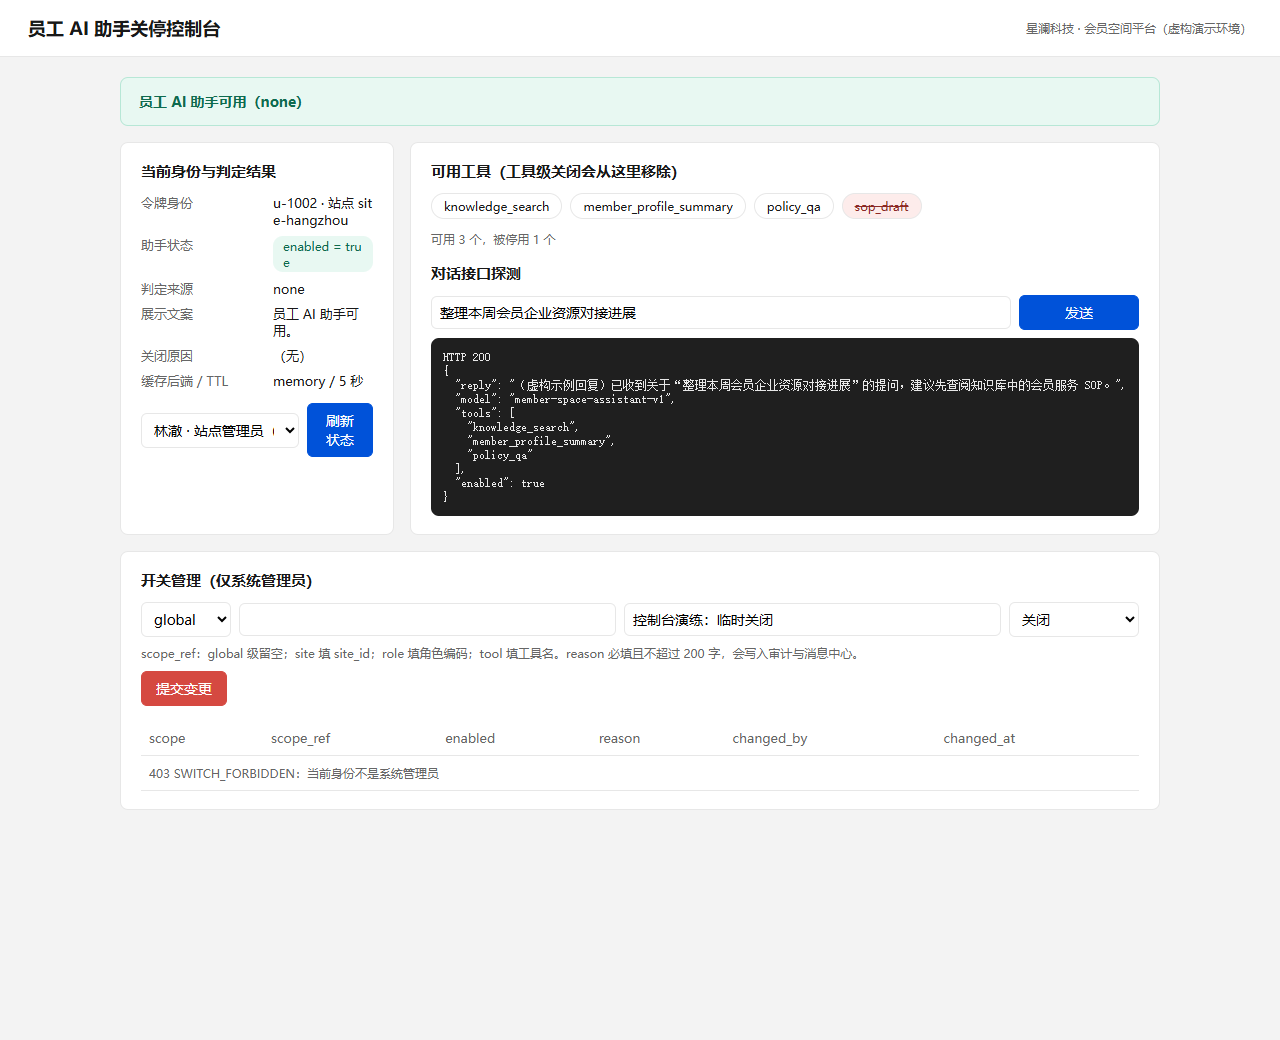 员工 AI 助手关停控制台
星澜科技 · 会员空间平台（虚构演示环境）
员工 AI 助手可用（none）
当前身份与判定结果
令牌身份
u-1002 · 站点 sit
e-hangzhou
助手状态
enabled = tru
e
判定来源
none
展示文案
员工 AI 助手可
用。
关闭原因
（无）
缓存后端 / TTL
memory / 5 秒
林澈 · 站点管理员（
刷新
状态
可用工具（工具级关闭会从这里移除）
knowledge_search
member_profile_summary
policy_qa
sop_draft
可用 3 个，被停用 1 个
对话接口探测
整理本周会员企业资源对接进展
发送
HTTP 200
{
"reply": "（虚构示例回复）已收到关于“整理本周会员企业资源对接进展”的提问，建议先查阅知识库中的会员服务 SOP。",
"model": "member-space-assistant-v1",
"tools": [
"knowledge_search",
"member_profile_summary",
"policy_qa"
],
"enabled": true
}
开关管理（仅系统管理员）
global
控制台演练：临时关闭
关闭
scope_ref：global 级留空；site 填 site_id；role 填角色编码；tool 填工具名。reason 必填且不超过 200 字，会写入审计与消息中心。
提交变更
scope
scope_ref
enabled
reason
changed_by
changed_at
403 SWITCH_FORBIDDEN：当前身份不是系统管理员